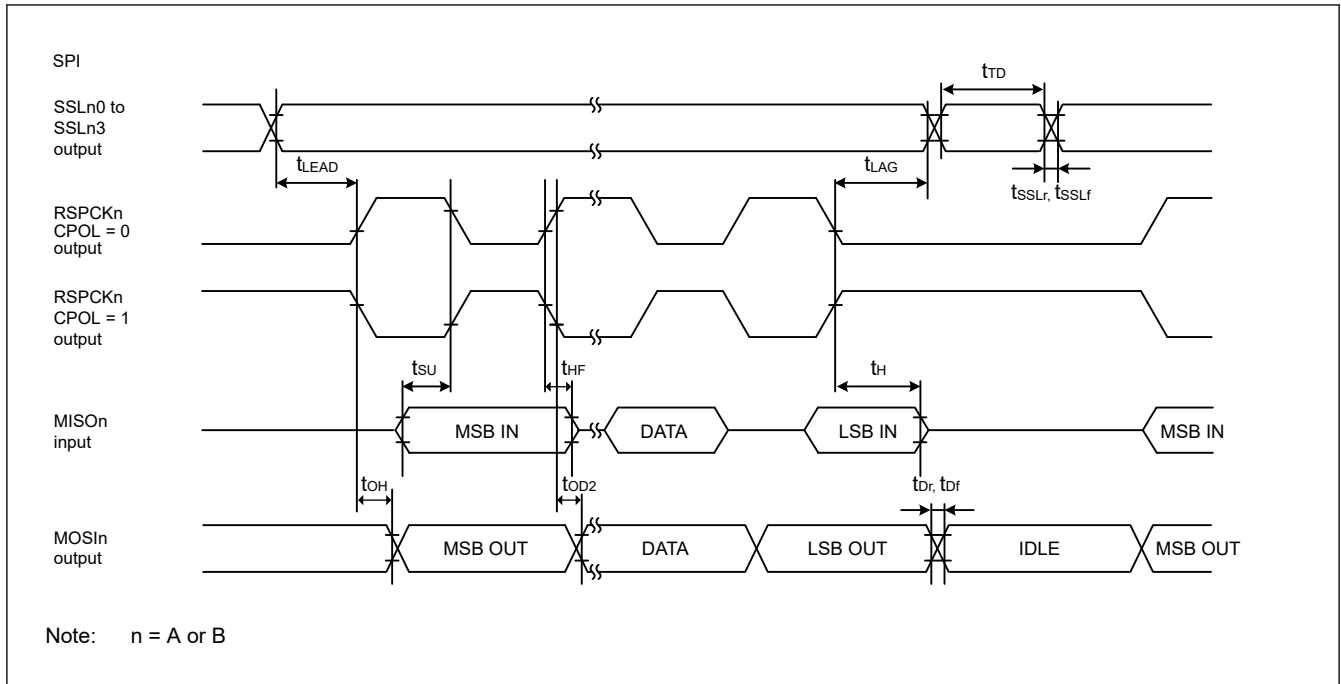 SPI
tTD
SSLn0 to
SSLn3
output
tLEAD
tLAG
tSSLr, tSSLf
RSPCKn
CPOL = 0
output
RSPCKn
CPOL = 1
output
tSU
tHF
tH
MISOn
input
MSB IN
DATA
LSB IN
MSB IN
tOH
tOD2
tDr, tDf
MOSIn
output
MSB OUT
DATA
LSB OUT
IDLE
MSB OUT
Note: n = A or B